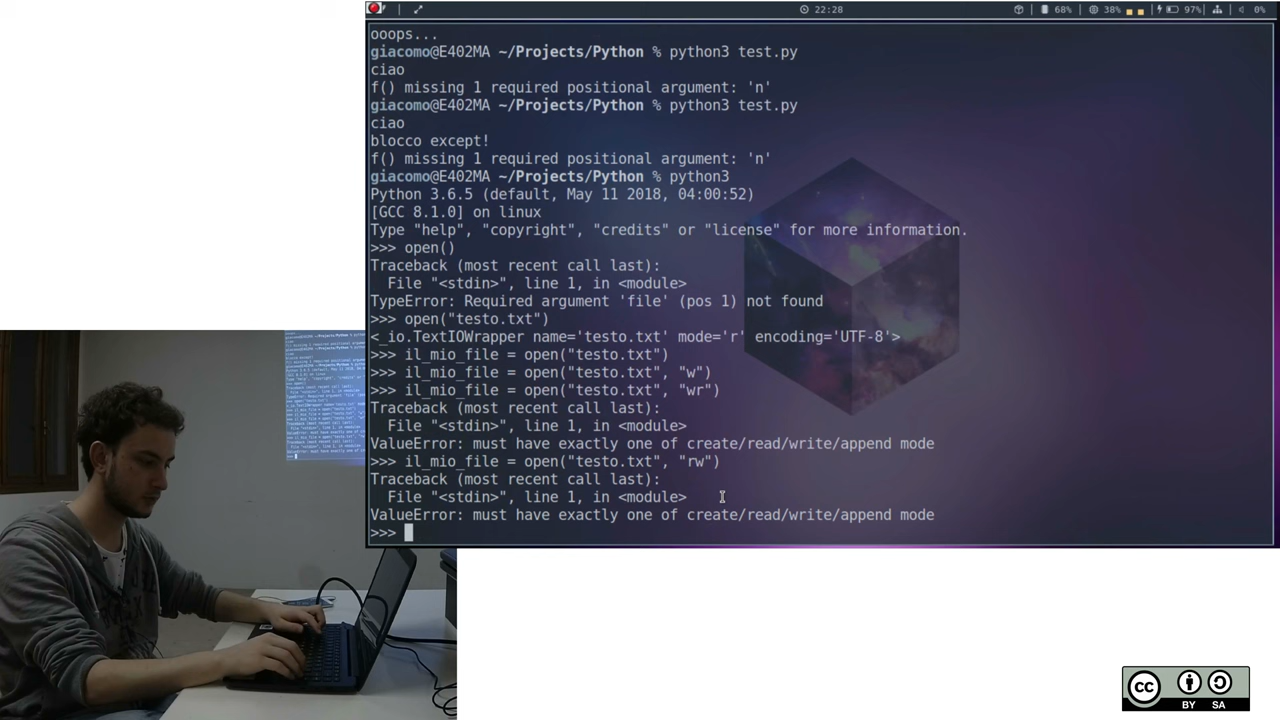 22:28 68% 38% 97% 0%
ooops...
giacomo@E402MA ~/Projects/Python % python3 test.py
ciao
f() missing 1 required positional argument: 'n'
giacomo@E402MA ~/Projects/Python % python3 test.py
ciao
blocco except!
f() missing 1 required positional argument: 'n'
giacomo@E402MA ~/Projects/Python % python3
Python 3.6.5 (default, May 11 2018, 04:00:52)
[GCC 8.1.0] on linux
Type "help", "copyright", "credits" or "license" for more information.
>>> open()
Traceback (most recent call last):
  File "<stdin>", line 1, in <module>
TypeError: Required argument 'file' (pos 1) not found
>>> open("testo.txt")
<_io.TextIOWrapper name='testo.txt' mode='r' encoding='UTF-8'>
>>> il_mio_file = open("testo.txt")
>>> il_mio_file = open("testo.txt", "w")
>>> il_mio_file = open("testo.txt", "wr")
Traceback (most recent call last):
  File "<stdin>", line 1, in <module>
ValueError: must have exactly one of create/read/write/append mode
>>> il_mio_file = open("testo.txt", "rw")
Traceback (most recent call last):
  File "<stdin>", line 1, in <module>
ValueError: must have exactly one of create/read/write/append mode
>>>
cc
BY SA